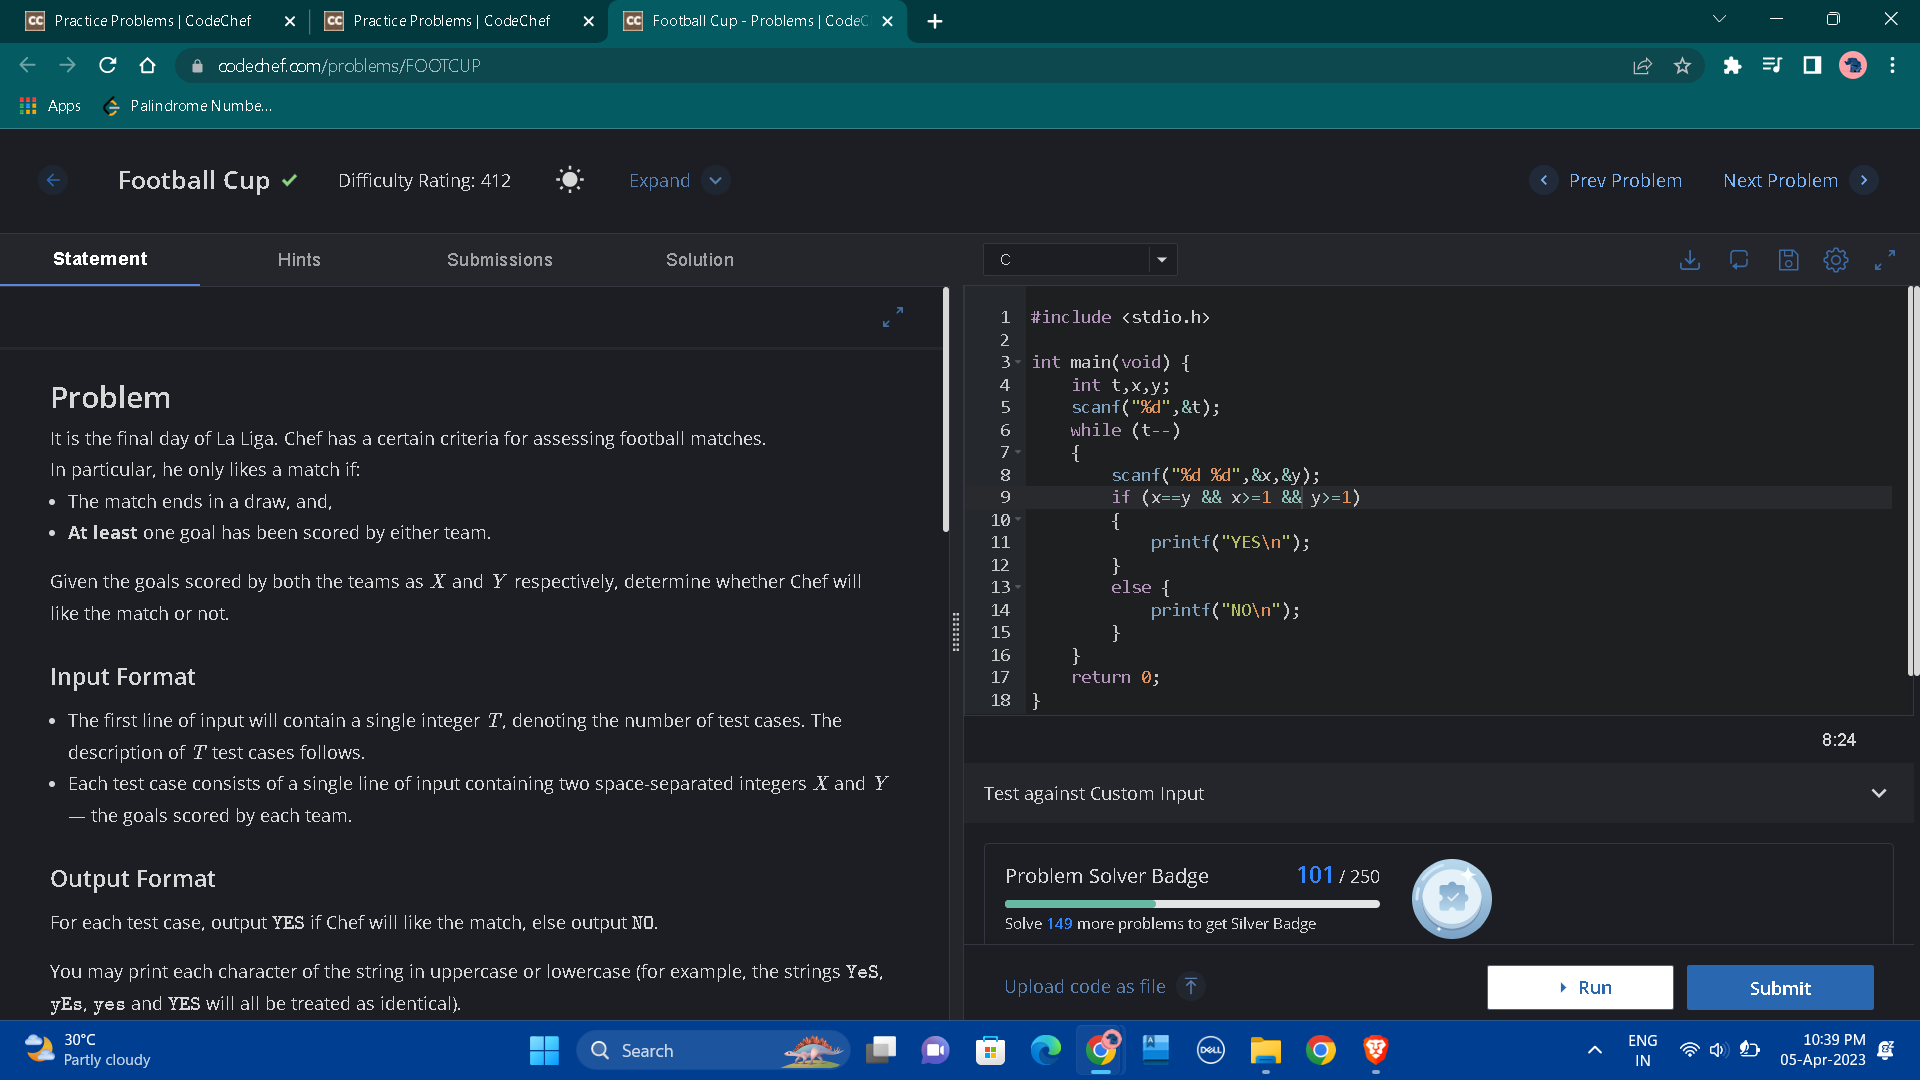 Practice Problems | CodeChef
Practice Problems | CodeChef
Football Cup - Problems | CodeC
codechef.com/problems/FOOTCUP
Apps
Palindrome Numbe...
Football Cup
Difficulty Rating: 412
Expand
Prev Problem
Next Problem
Statement
Hints
Submissions
Solution
C
Problem
It is the final day of La Liga. Chef has a certain criteria for assessing football matches.
In particular, he only likes a match if:
• The match ends in a draw, and,
• At least one goal has been scored by either team.
Given the goals scored by both the teams as X and Y respectively, determine whether Chef will
like the match or not.
Input Format
• The first line of input will contain a single integer T, denoting the number of test cases. The
description of T test cases follows.
• Each test case consists of a single line of input containing two space-separated integers X and Y
— the goals scored by each team.
Output Format
For each test case, output YES if Chef will like the match, else output NO.
You may print each character of the string in uppercase or lowercase (for example, the strings YeS,
yEs, yes and YES will all be treated as identical).
1 #include <stdio.h>
2
3 int main(void) {
4 int t,x,y;
5 scanf("%d",&t);
6 while (t--)
7 {
8 scanf("%d %d",&x,&y);
9 if (x==y && x>=1 && y>=1)
10 {
11 printf("YES\n");
12 }
13 else {
14 printf("NO\n");
15 }
16 }
17 return 0;
18 }
8:24
Test against Custom Input
Problem Solver Badge
101 / 250
Solve 149 more problems to get Silver Badge
Upload code as file
Run
Submit
30°C
Partly cloudy
Search
DELL
ENG
IN
10:39 PM
05-Apr-2023